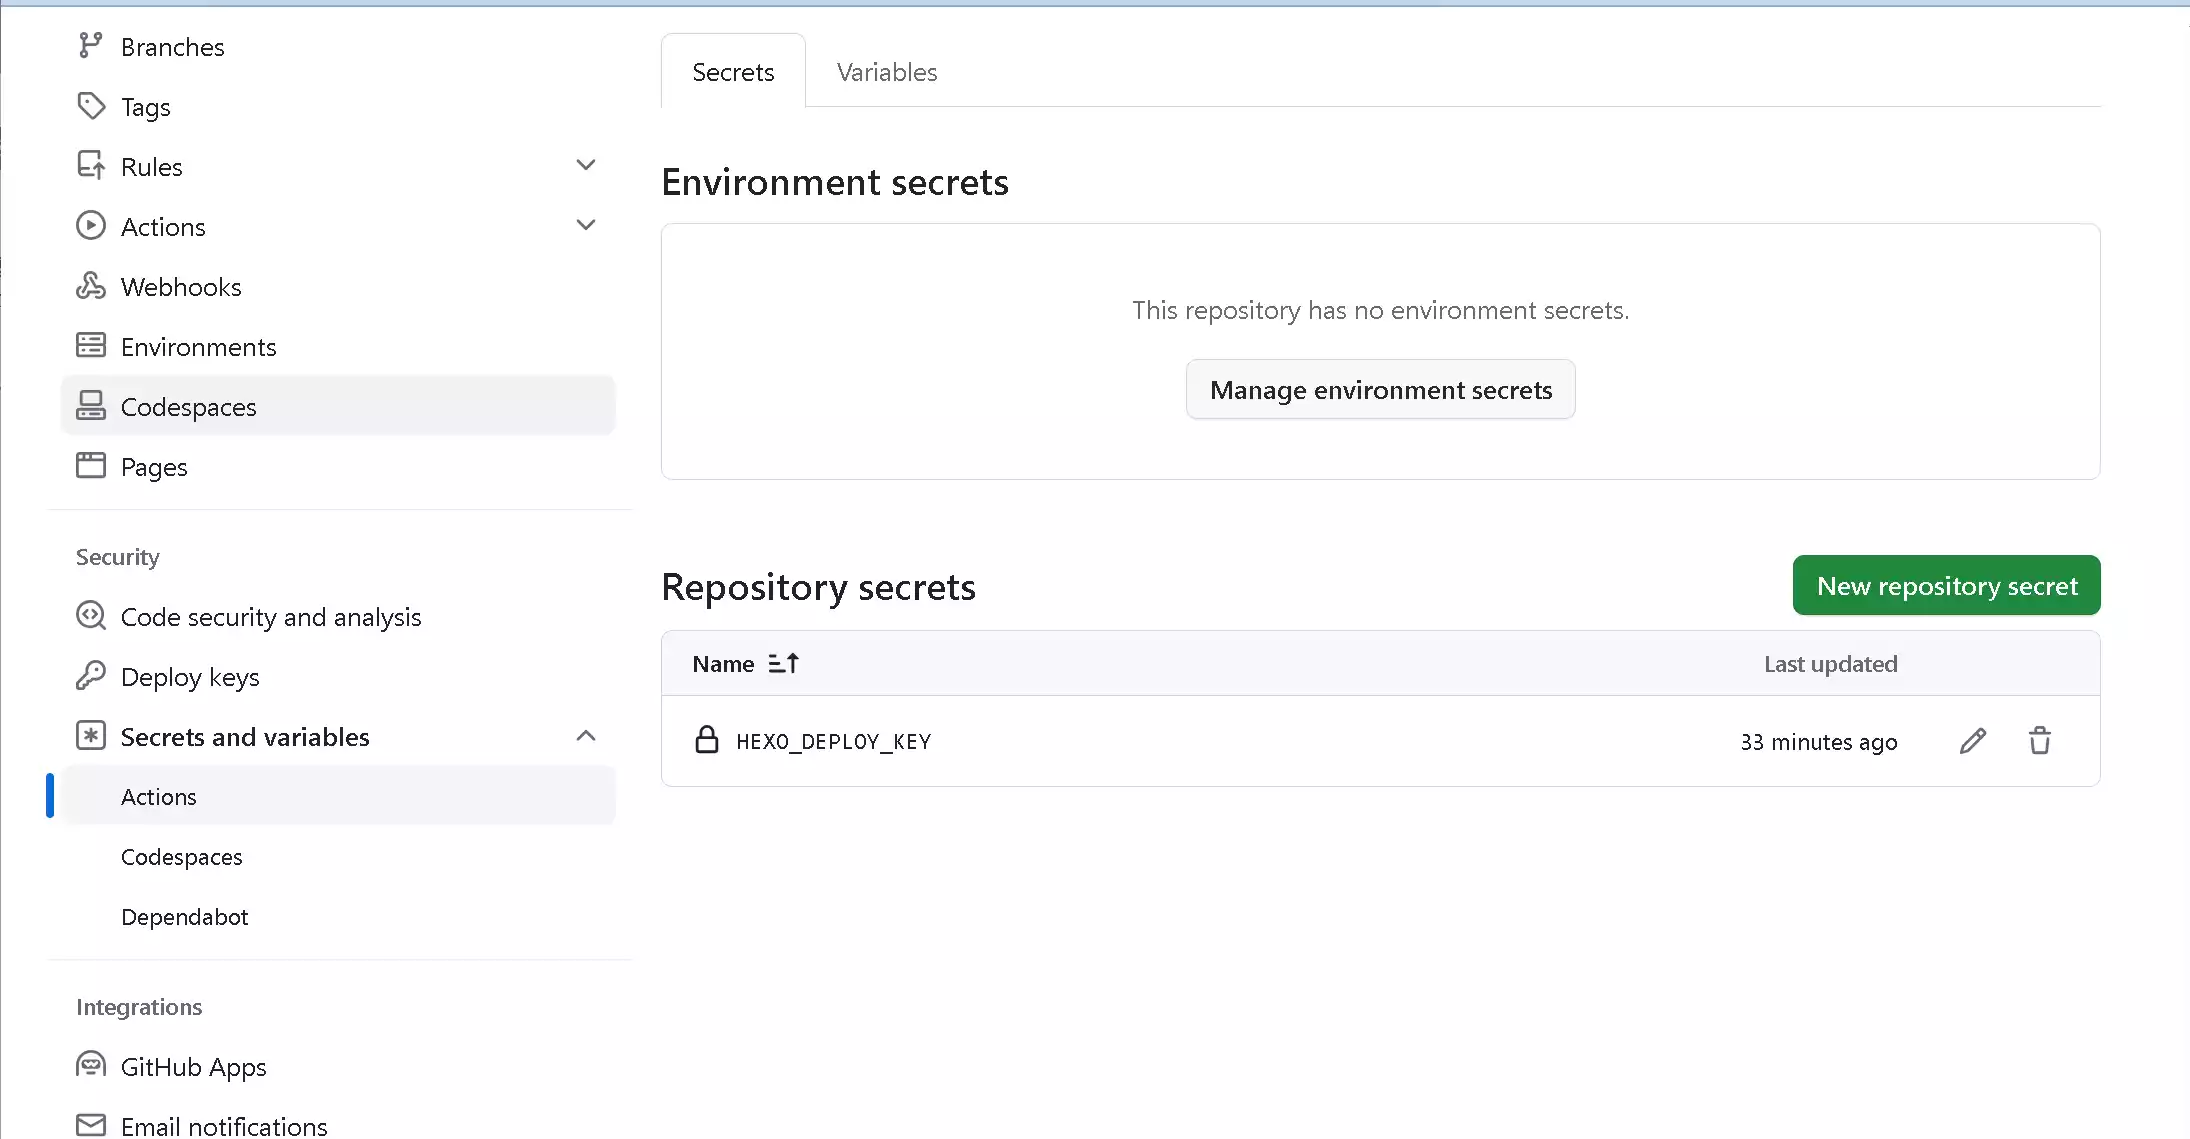 Branches
Tags
Rules
Actions
Webhooks
Environments
Codespaces
Pages
Security
Code security and analysis
Deploy keys
Secrets and variables
Actions
Codespaces
Dependabot
Integrations
GitHub Apps
Email notifications
Secrets
Variables
Environment secrets
This repository has no environment secrets.
Manage environment secrets
Repository secrets
New repository secret
Name
Last updated
HEXO_DEPLOY_KEY
33 minutes ago